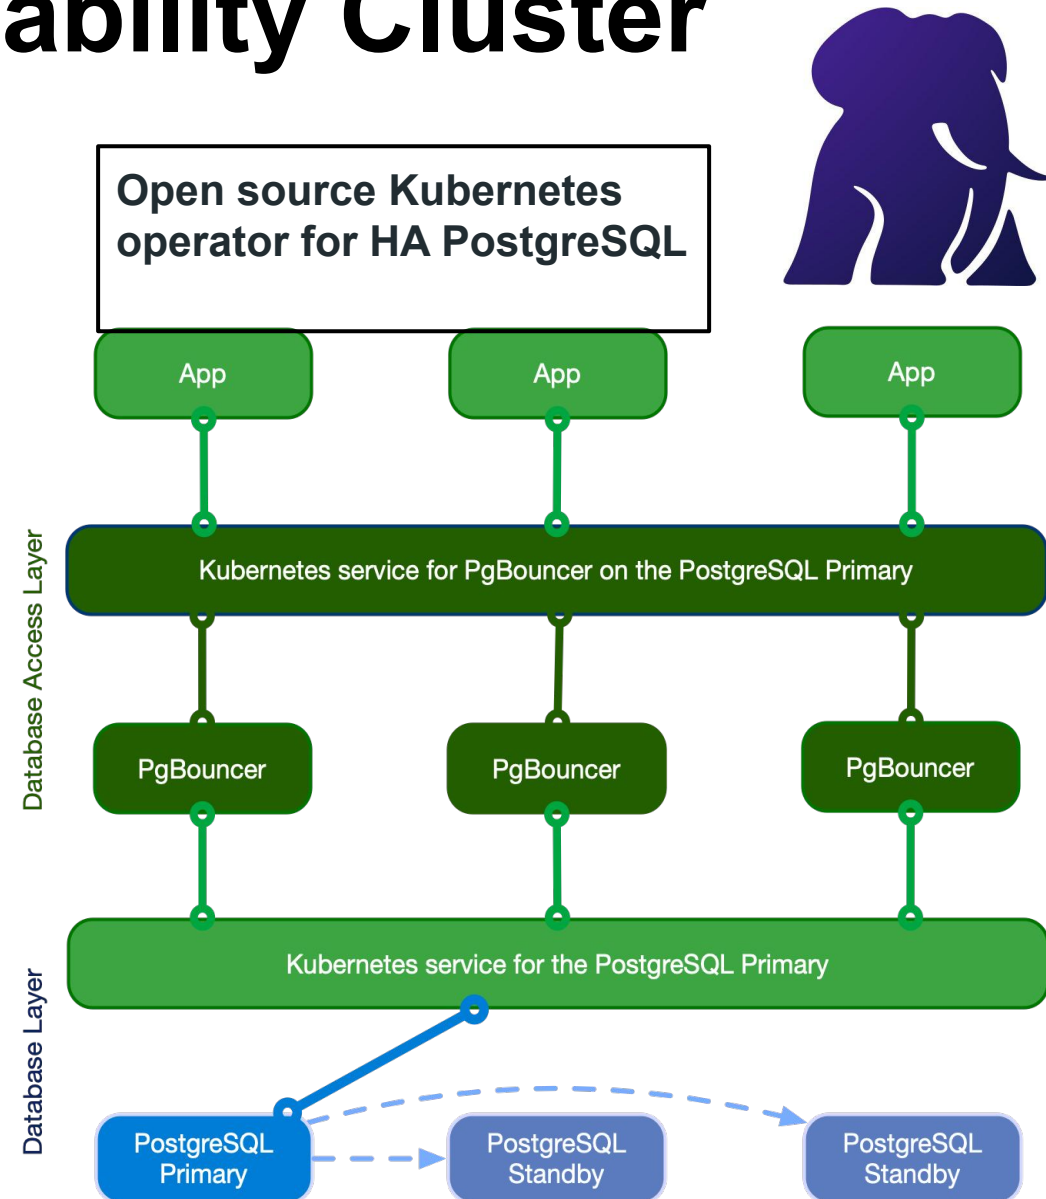 ability Cluster
Open source Kubernetes
operator for HA PostgreSQL
App
App
App
Database Access Layer
Kubernetes service for PgBouncer on the PostgreSQL Primary
PgBouncer
PgBouncer
PgBouncer
Kubernetes service for the PostgreSQL Primary
Database Layer
PostgreSQL
Primary
PostgreSQL
Standby
PostgreSQL
Standby